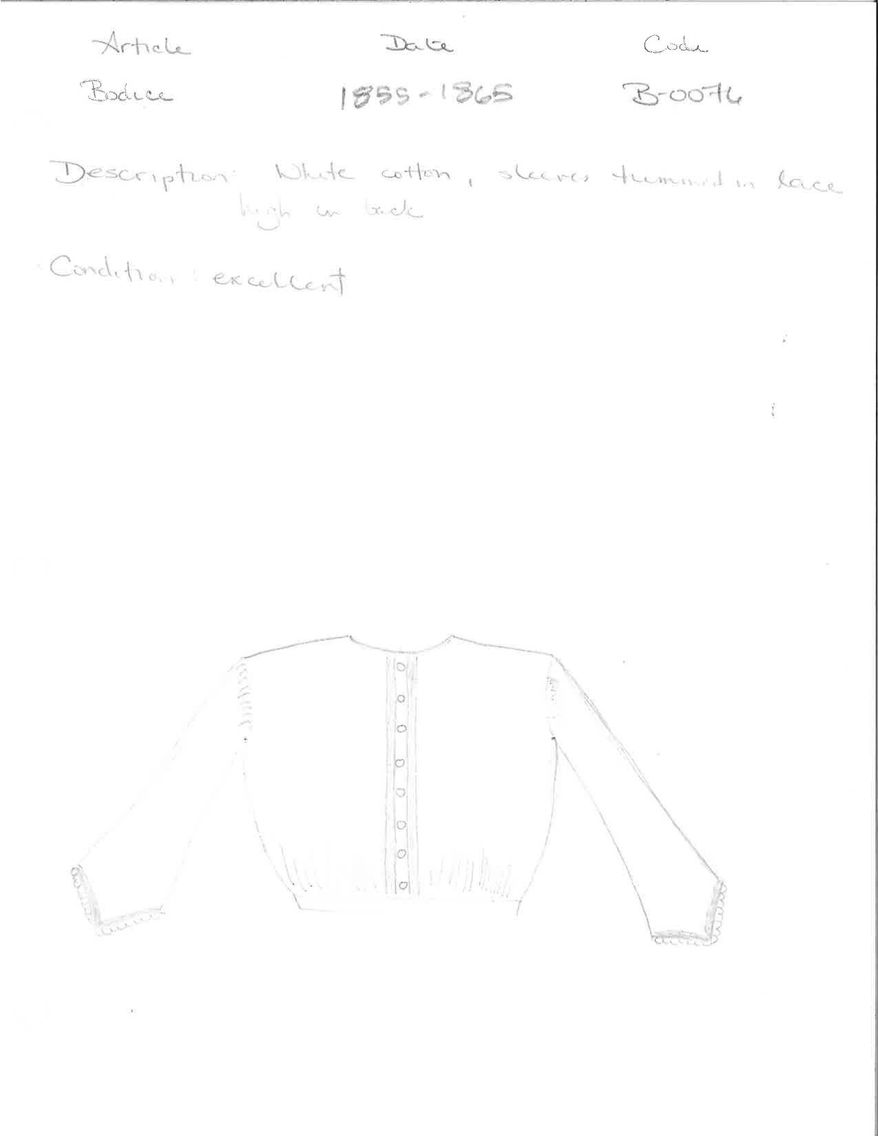 Article Date Code
Bodice 1855-1865 B-0076
Description: White cotton, sleeves trimmed in lace
high in back
Condition: excellent